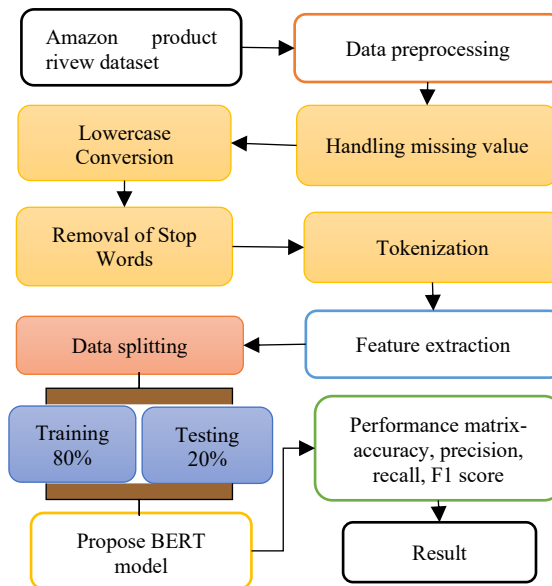 Amazon product
rivew dataset
Data preprocessing
Lowercase
Conversion
Handling missing value
Removal of Stop
Words
Tokenization
Data splitting
Feature extraction
Training
80%
Testing
20%
Performance matrix-
accuracy, precision,
recall, F1 score
Propose BERT
model
Result